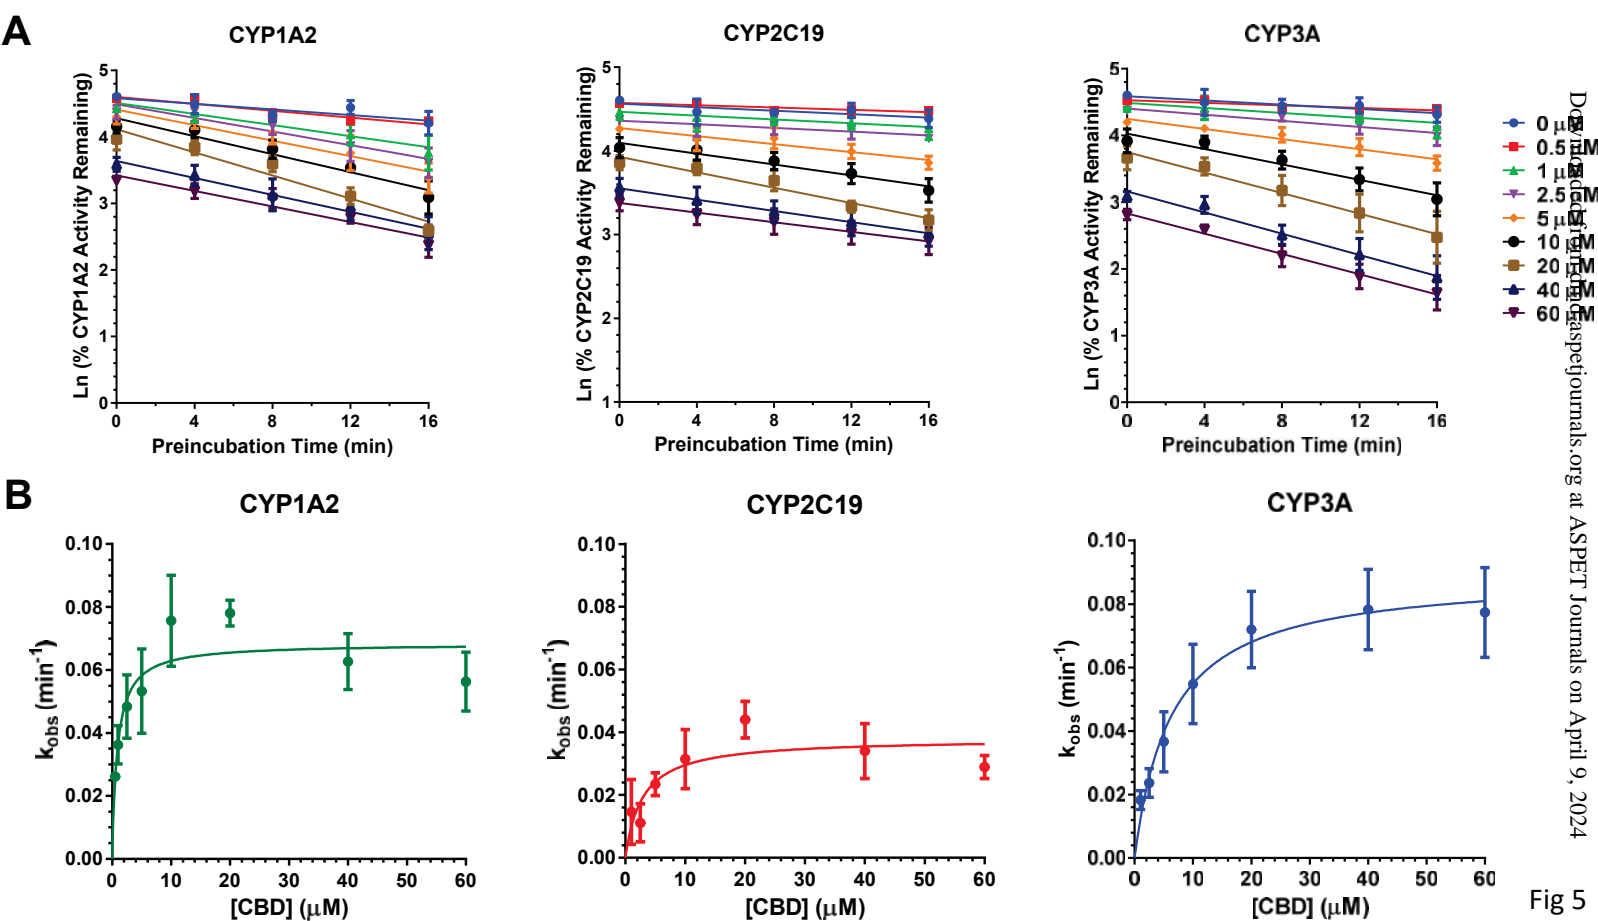 A
CYP1A2
CYP2C19
CYP3A
Ln (% CYP1A2 Activity Remaining)
5
4
3
2
1
0
0 4 8 12 16
Preincubation Time (min)
Ln (% CYP2C19 Activity Remaining)
5
4
3
2
1
0 4 8 12 16
Preincubation Time (min)
Ln (% CYP3A Activity Remaining)
5
4
3
2
1
0
0 4 8 12 16
Preincubation Time (min)
0 μM
0.5 μM
1 μM
2.5 μM
5 μM
10 μM
20 μM
40 μM
60 μM
B
CYP1A2
CYP2C19
CYP3A
kobs (min-1)
0.10
0.08
0.06
0.04
0.02
0.00
0 10 20 30 40 50 60
[CBD] (μM)
kobs (min-1)
0.10
0.08
0.06
0.04
0.02
0.00
0 10 20 30 40 50 60
[CBD] (μM)
kobs (min-1)
0.10
0.08
0.06
0.04
0.02
0.00
0 10 20 30 40 50 60
[CBD] (μM)
Downloaded from dmd.aspetjournals.org at ASPET Journals on April 9, 2024
Fig 5